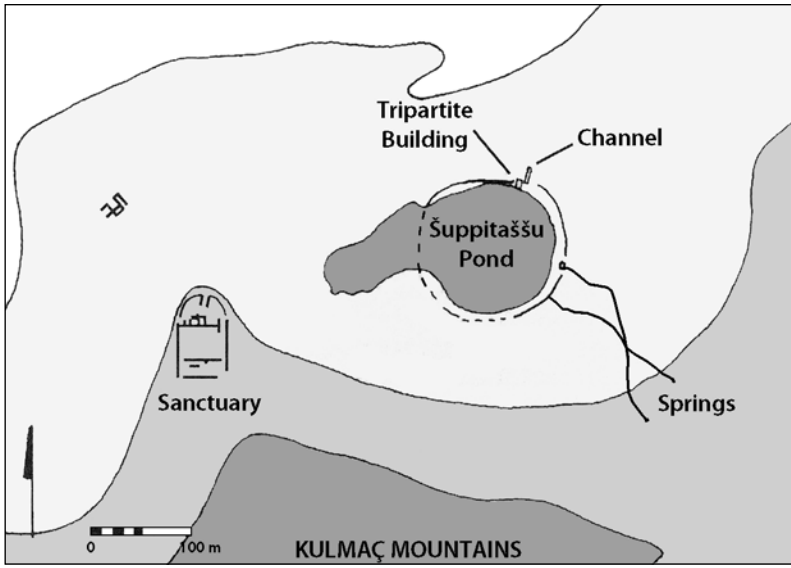 Tripartite
Building
Channel
Šuppitaššu
Pond
Sanctuary
Springs
0
100 m
KULMAÇ MOUNTAINS